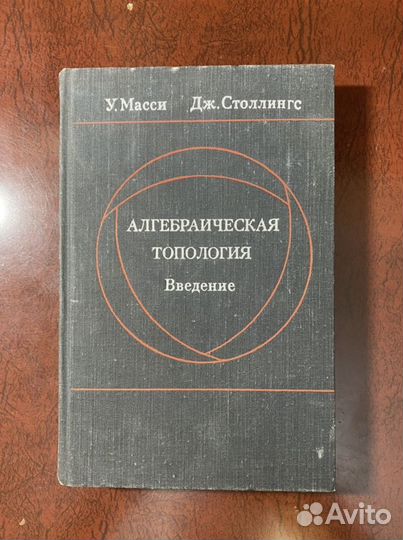 У. Масси Дж. Столлингс
АЛГЕБРАИЧЕСКАЯ
ТОПОЛОГИЯ
Введение
Avito